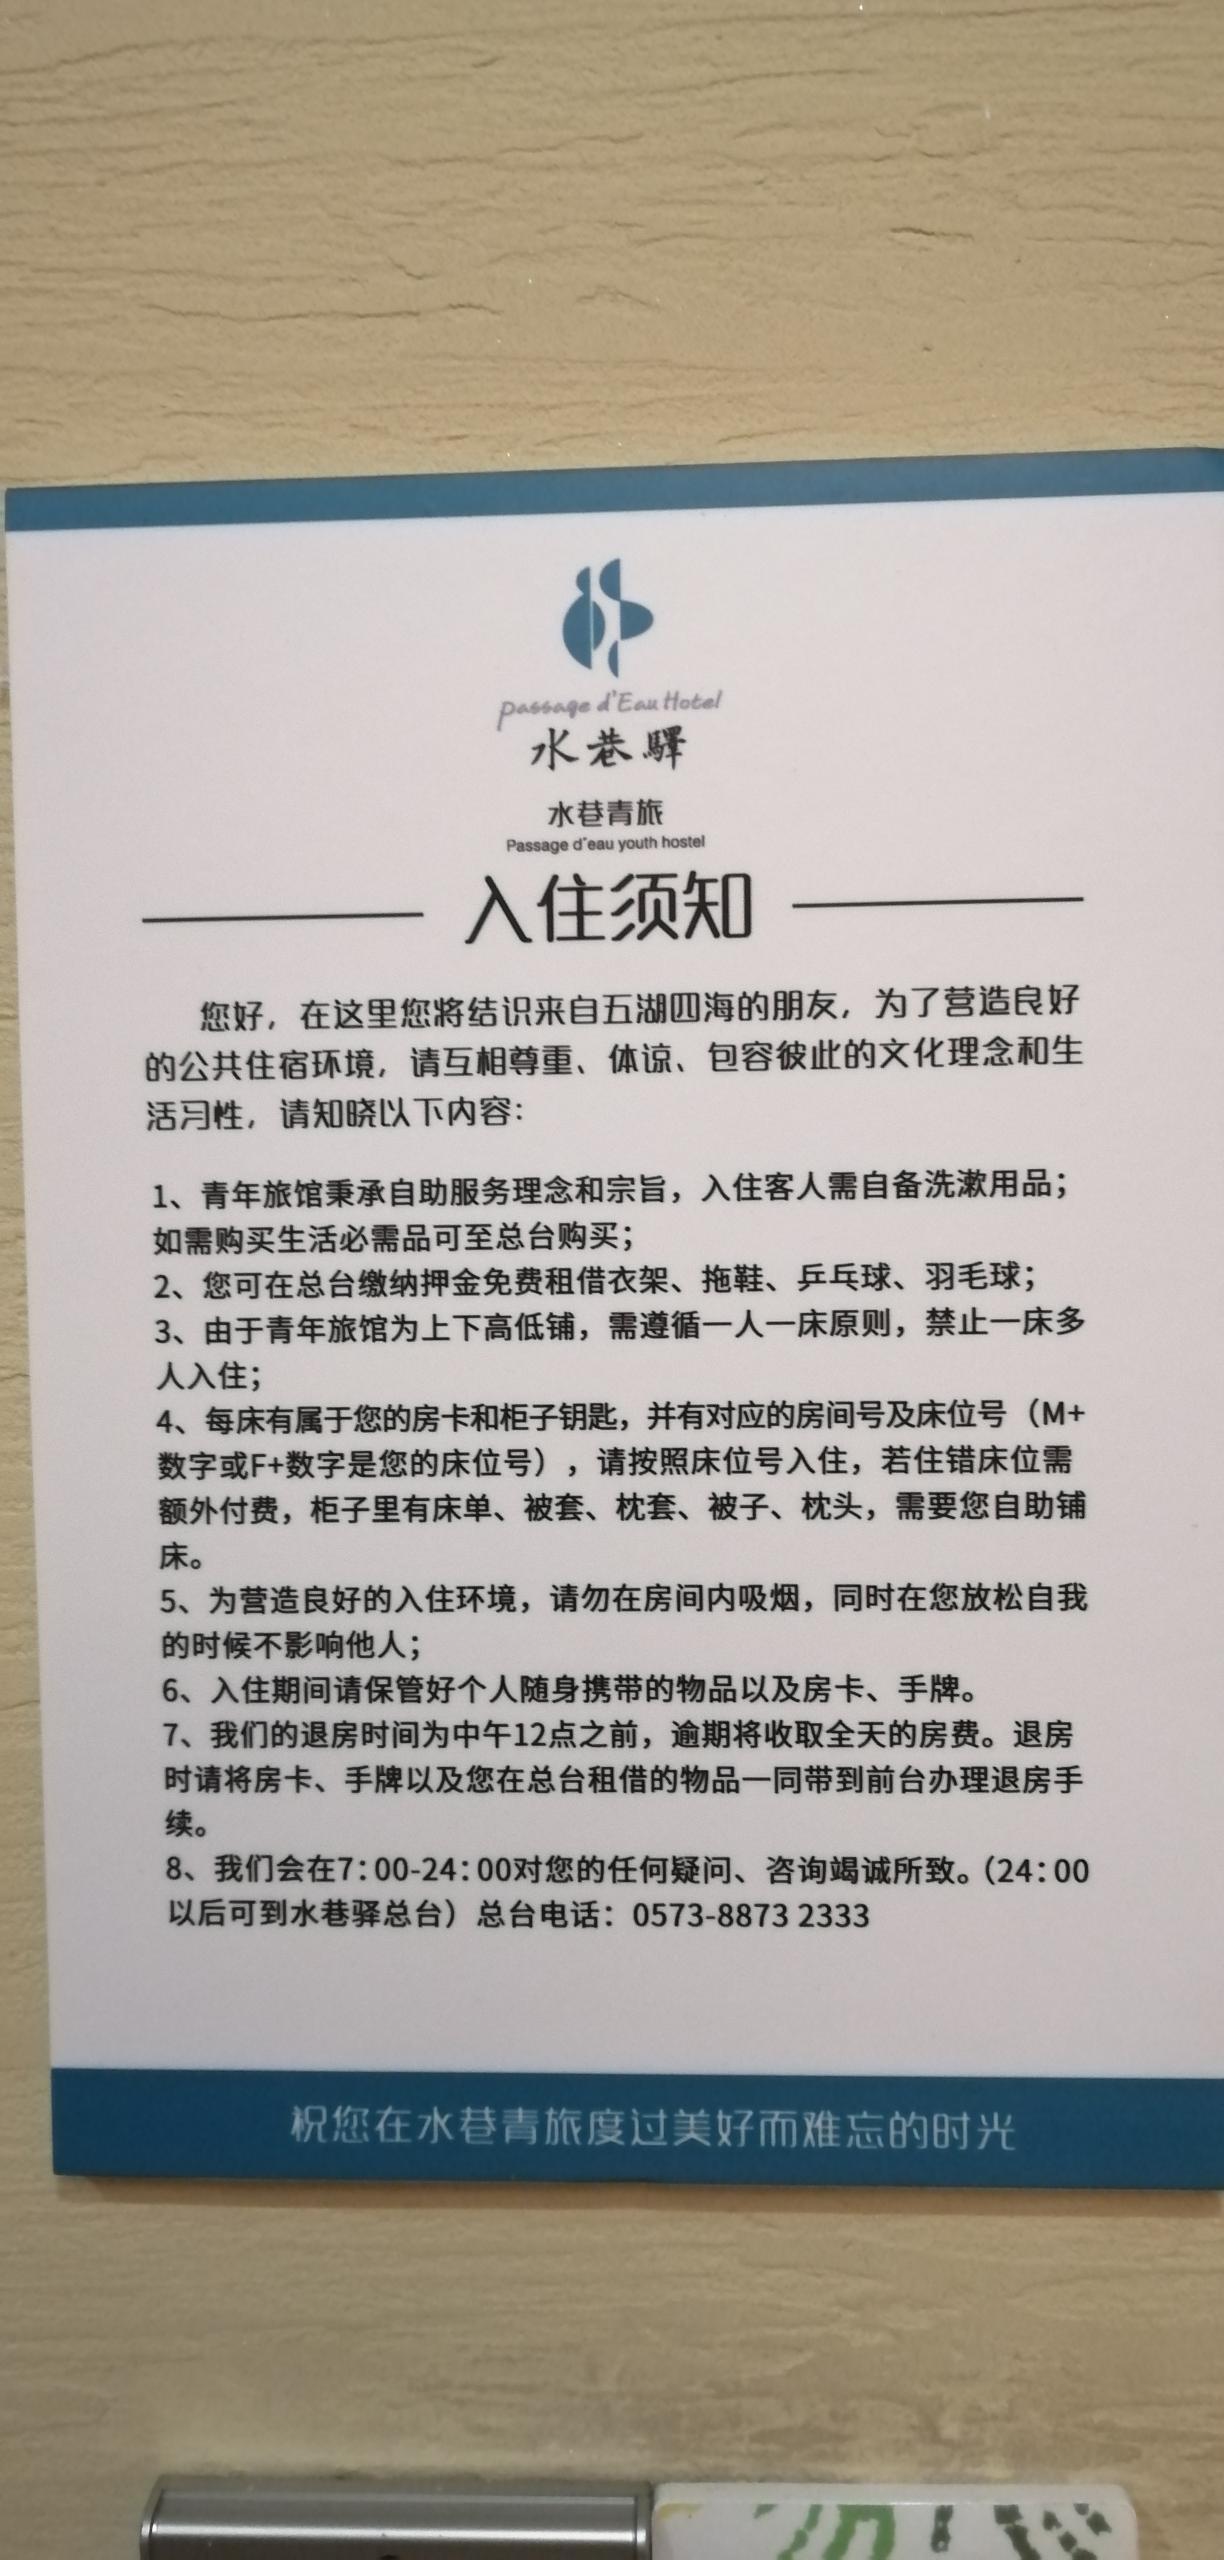 passage d'Eau Hotel
水巷驛
水巷青旅
Passage d'eau youth hostel
入住须知
您好，在这里您将结识来自五湖四海的朋友，为了营造良好
的公共住宿环境，请互相尊重、体谅、包容彼此的文化理念和生
活习性，请知晓以下内容：
1、青年旅馆秉承自助服务理念和宗旨，入住客人需自备洗漱用品；
如需购买生活必需品可至总台购买；
2、您可在总台缴纳押金免费租借衣架、拖鞋、乒乓球、羽毛球；
3、由于青年旅馆为上下高低铺，需遵循一人一床原则，禁止一床多
人入住；
4、每床有属于您的房卡和柜子钥匙，并有对应的房间号及床位号（M+
数字或F+数字是您的床位号），请按照床位号入住，若住错床位需
额外付费，柜子里有床单、被套、枕套、被子、枕头，需要您自助铺
床。
5、为营造良好的入住环境，请勿在房间内吸烟，同时在您放松自我
的时候不影响他人；
6、入住期间请保管好个人随身携带的物品以及房卡、手牌。
7、我们的退房时间为中午12点之前，逾期将收取全天的房费。退房
时请将房卡、手牌以及您在总台租借的物品一同带到前台办理退房手
续。
8、我们会在7：00-24：00对您的任何疑问、咨询竭诚所致。（24：00
以后可到水巷驿总台）总台电话：0573-8873 2333
祝您在水巷青旅度过美好而难忘的时光